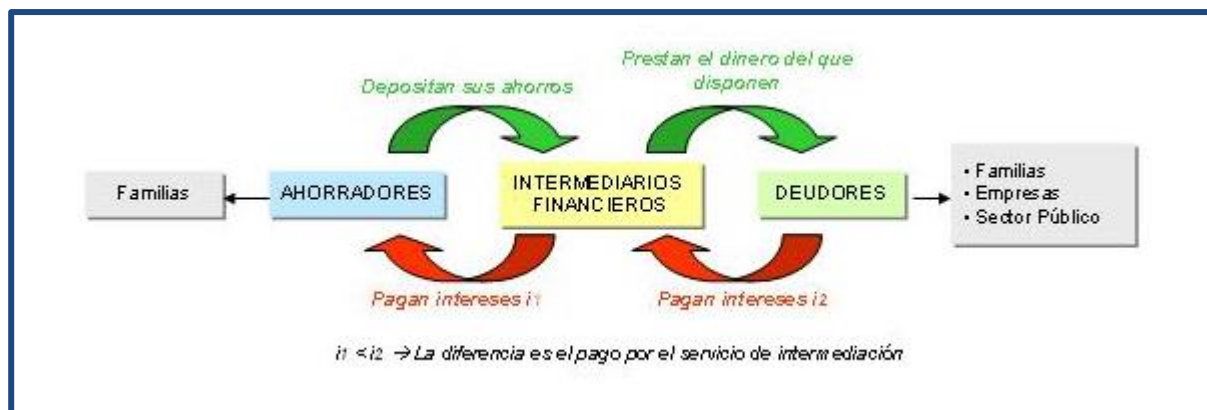 Depositan sus ahorros
Prestan el dinero del que
disponen
Familias
AHORRADORES
INTERMEDIARIOS
FINANCIEROS
DEUDORES
• Familias
• Empresas
• Sector Público
Pagan intereses i1
Pagan intereses i2
i1 < i2 → La diferencia es el pago por el servicio de intermediación